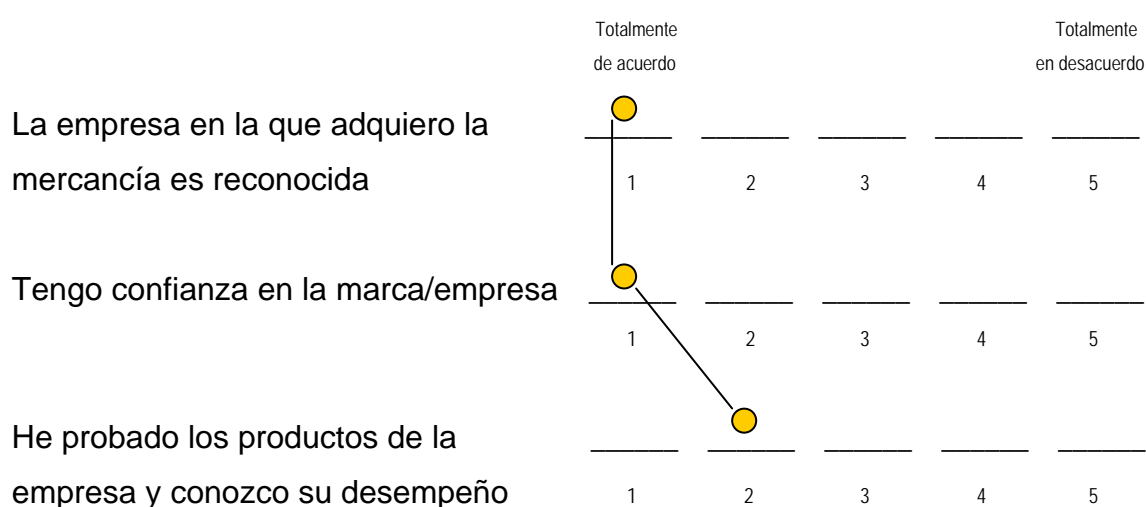 Totalmente Totalmente
de acuerdo en desacuerdo
La empresa en la que adquiero la
mercancía es reconocida
1 2 3 4 5
Tengo confianza en la marca/empresa
1 2 3 4 5
He probado los productos de la
empresa y conozco su desempeño
1 2 3 4 5